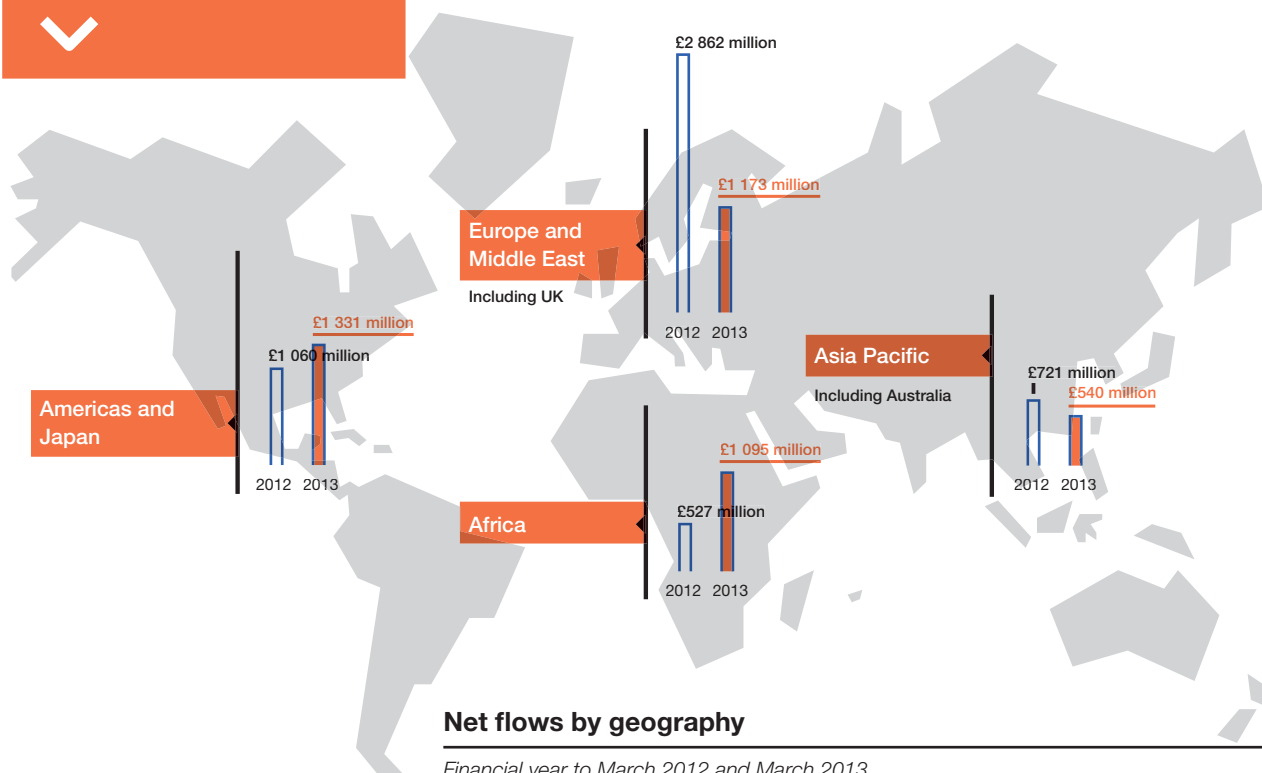 £2 862 million
£1 173 million
Europe and
Middle East
Including UK
2012 2013
£1 331 million
£1 060 million
Americas and
Japan
2012 2013
Asia Pacific
Including Australia
£721 million
£540 million
2012 2013
£1 095 million
£527 million
Africa
2012 2013
Net flows by geography
Financial year to March 2012 and March 2013